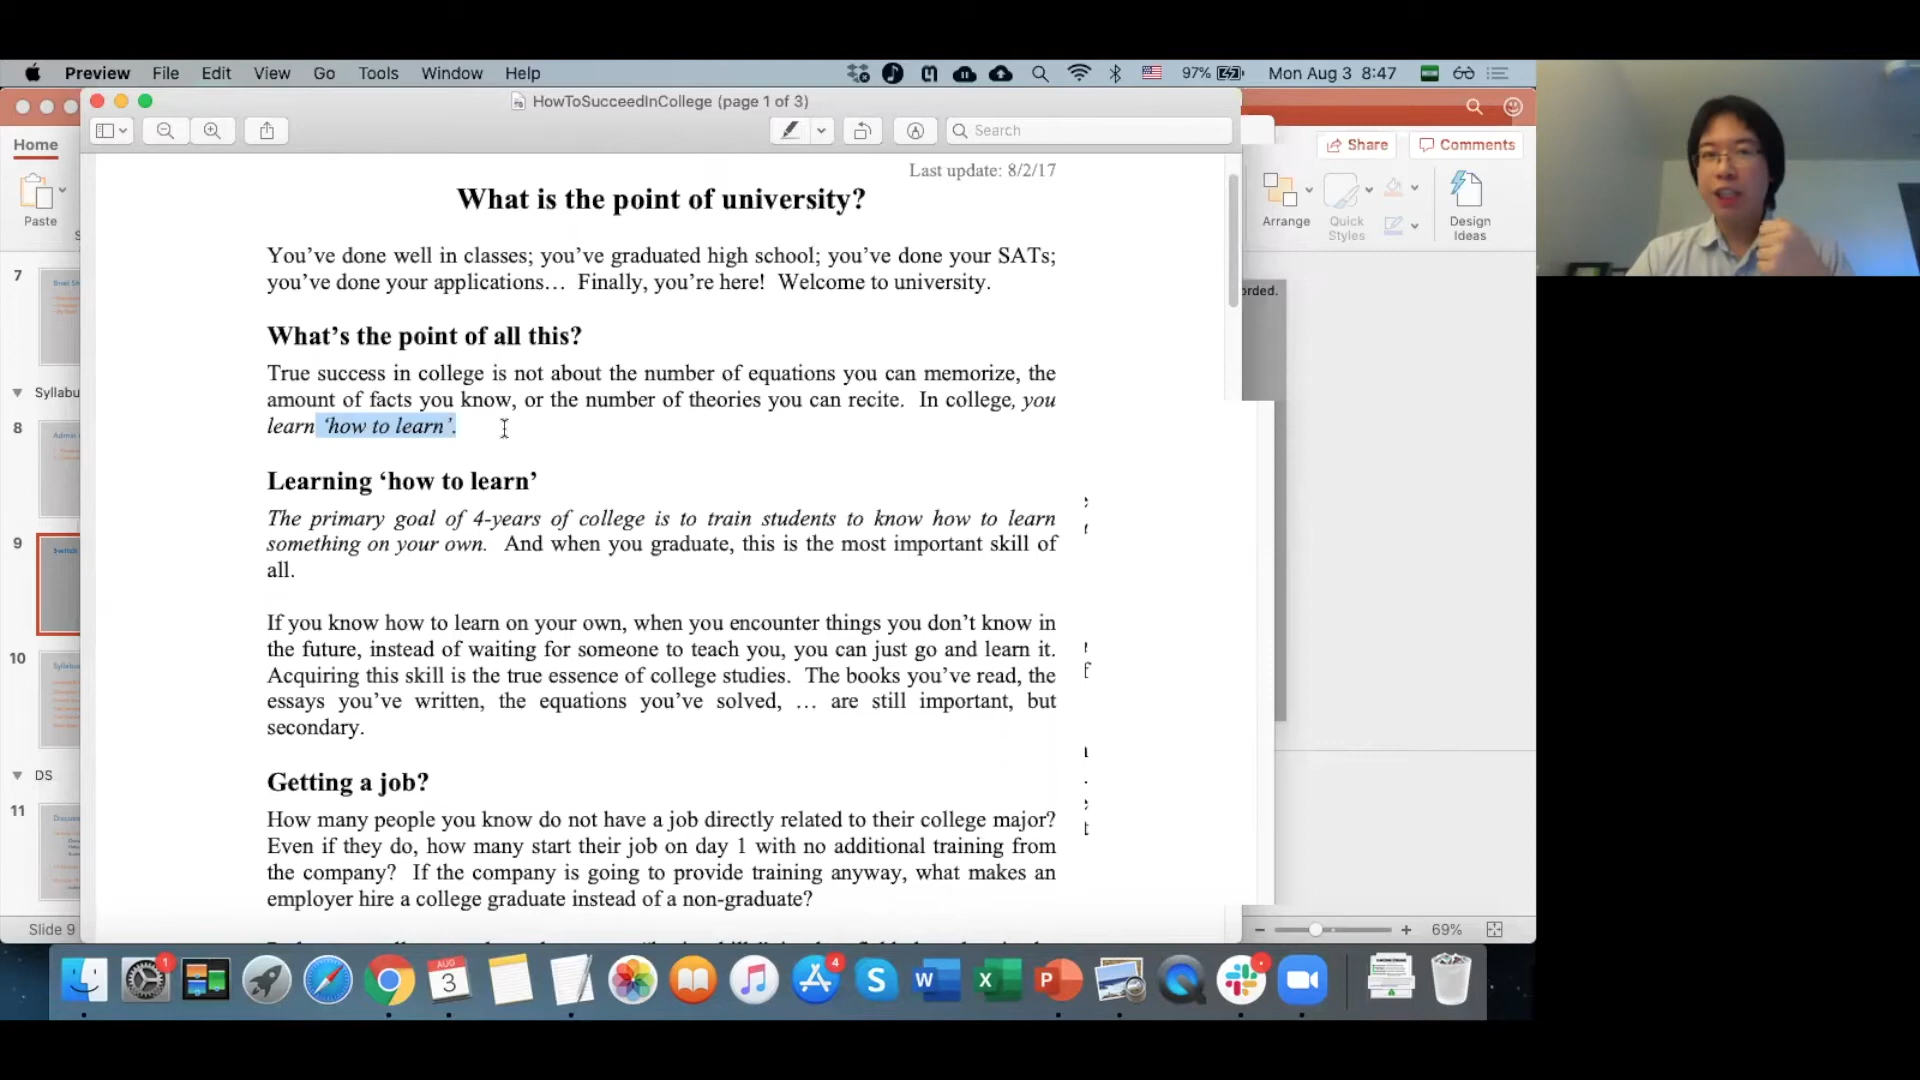 Preview File Edit View Go Tools Window Help 97% Mon Aug 3 8:47
HowToSucceedInCollege (page 1 of 3)
Search
Home
Share
Comments
Paste
Arrange
Quick Styles
Design Ideas
Last update: 8/2/17
What is the point of university?
You’ve done well in classes; you’ve graduated high school; you’ve done your SATs;
you’ve done your applications… Finally, you’re here! Welcome to university.
What’s the point of all this?
True success in college is not about the number of equations you can memorize, the
amount of facts you know, or the number of theories you can recite. In college, you
learn ‘how to learn’.
Learning ‘how to learn’
The primary goal of 4-years of college is to train students to know how to learn
something on your own. And when you graduate, this is the most important skill of
all.
If you know how to learn on your own, when you encounter things you don’t know in
the future, instead of waiting for someone to teach you, you can just go and learn it.
Acquiring this skill is the true essence of college studies. The books you’ve read, the
essays you’ve written, the equations you’ve solved, … are still important, but
secondary.
Getting a job?
How many people you know do not have a job directly related to their college major?
Even if they do, how many start their job on day 1 with no additional training from
the company? If the company is going to provide training anyway, what makes an
employer hire a college graduate instead of a non-graduate?
7
Syllabu
8
9
Switch
10
DS
11
Slide 9
orded.
69%
1
AUG
3
4
S
W
X
P